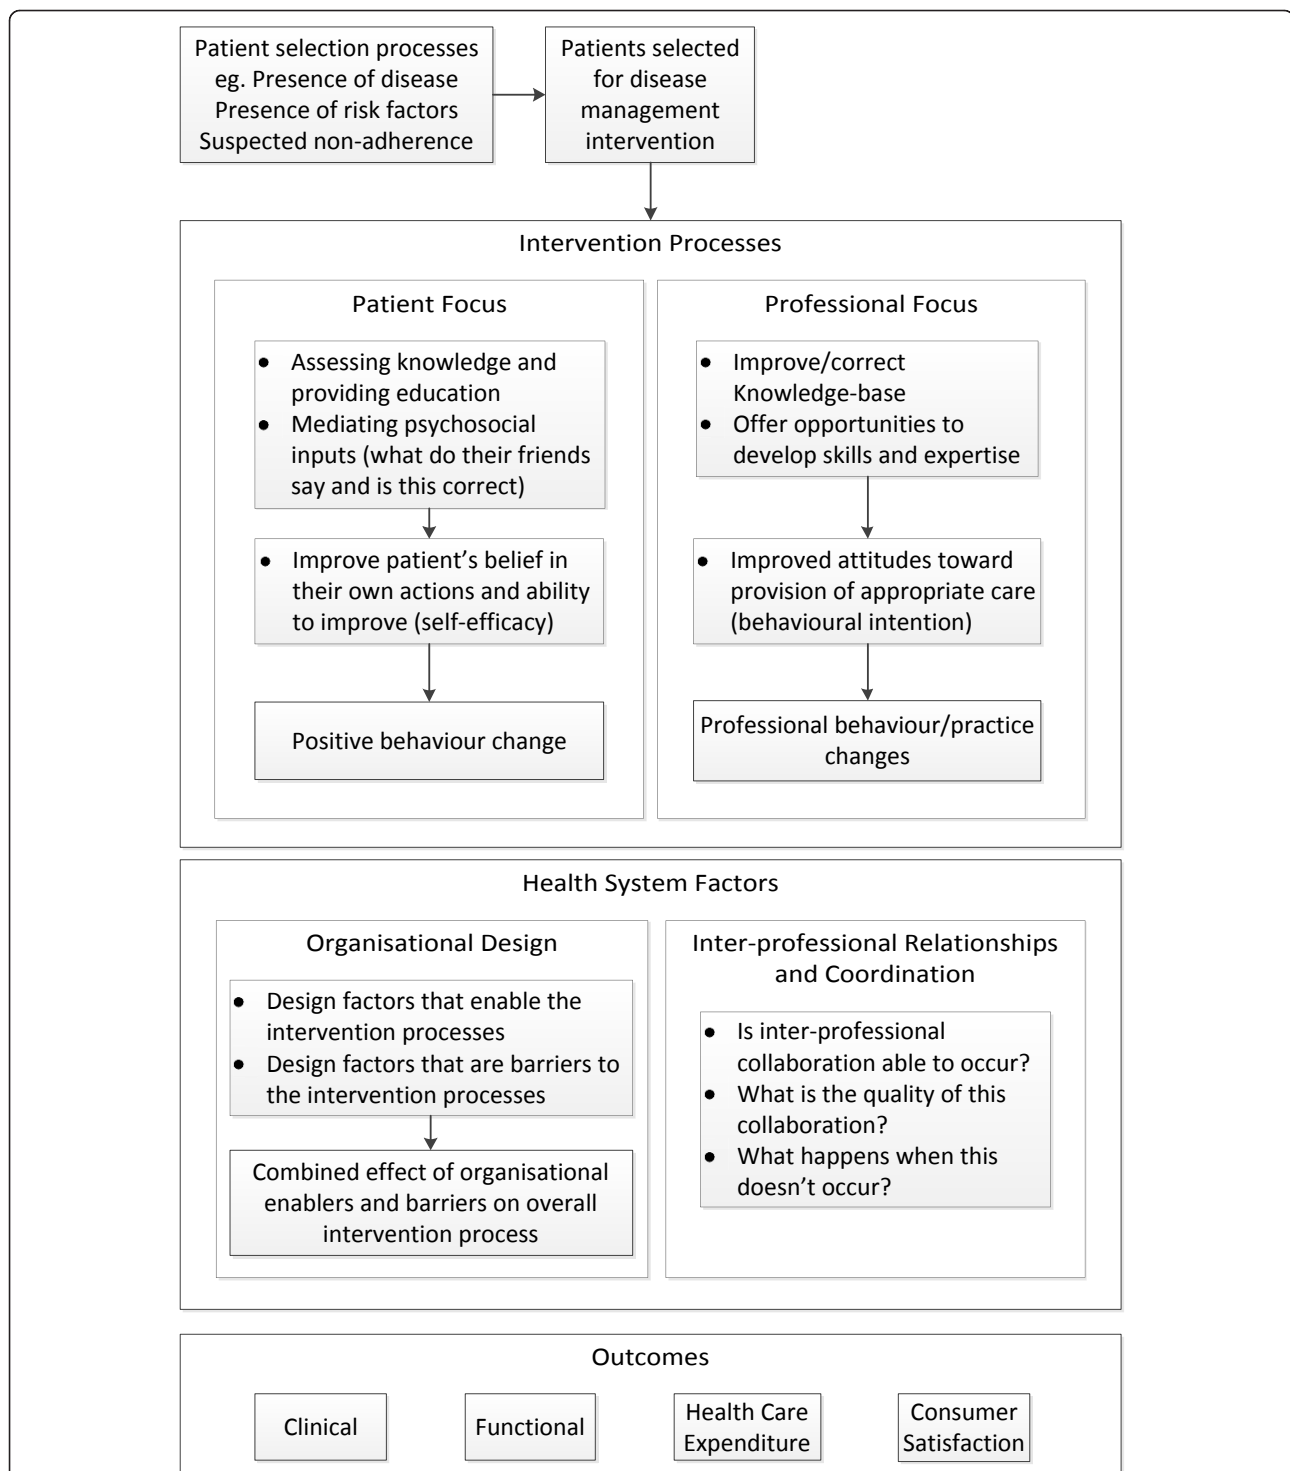 Patient selection processes
eg. Presence of disease
Presence of risk factors
Suspected non-adherence
Patients selected
for disease
management
intervention
Intervention Processes
Patient Focus
• Assessing knowledge and
providing education
• Mediating psychosocial
inputs (what do their friends
say and is this correct)
• Improve patient’s belief in
their own actions and ability
to improve (self-efficacy)
Positive behaviour change
Professional Focus
• Improve/correct
Knowledge-base
• Offer opportunities to
develop skills and expertise
• Improved attitudes toward
provision of appropriate care
(behavioural intention)
Professional behaviour/practice
changes
Health System Factors
Organisational Design
• Design factors that enable the
intervention processes
• Design factors that are barriers to
the intervention processes
Combined effect of organisational
enablers and barriers on overall
intervention process
Inter-professional Relationships
and Coordination
• Is inter-professional
collaboration able to occur?
• What is the quality of this
collaboration?
• What happens when this
doesn’t occur?
Outcomes
Clinical
Functional
Health Care
Expenditure
Consumer
Satisfaction